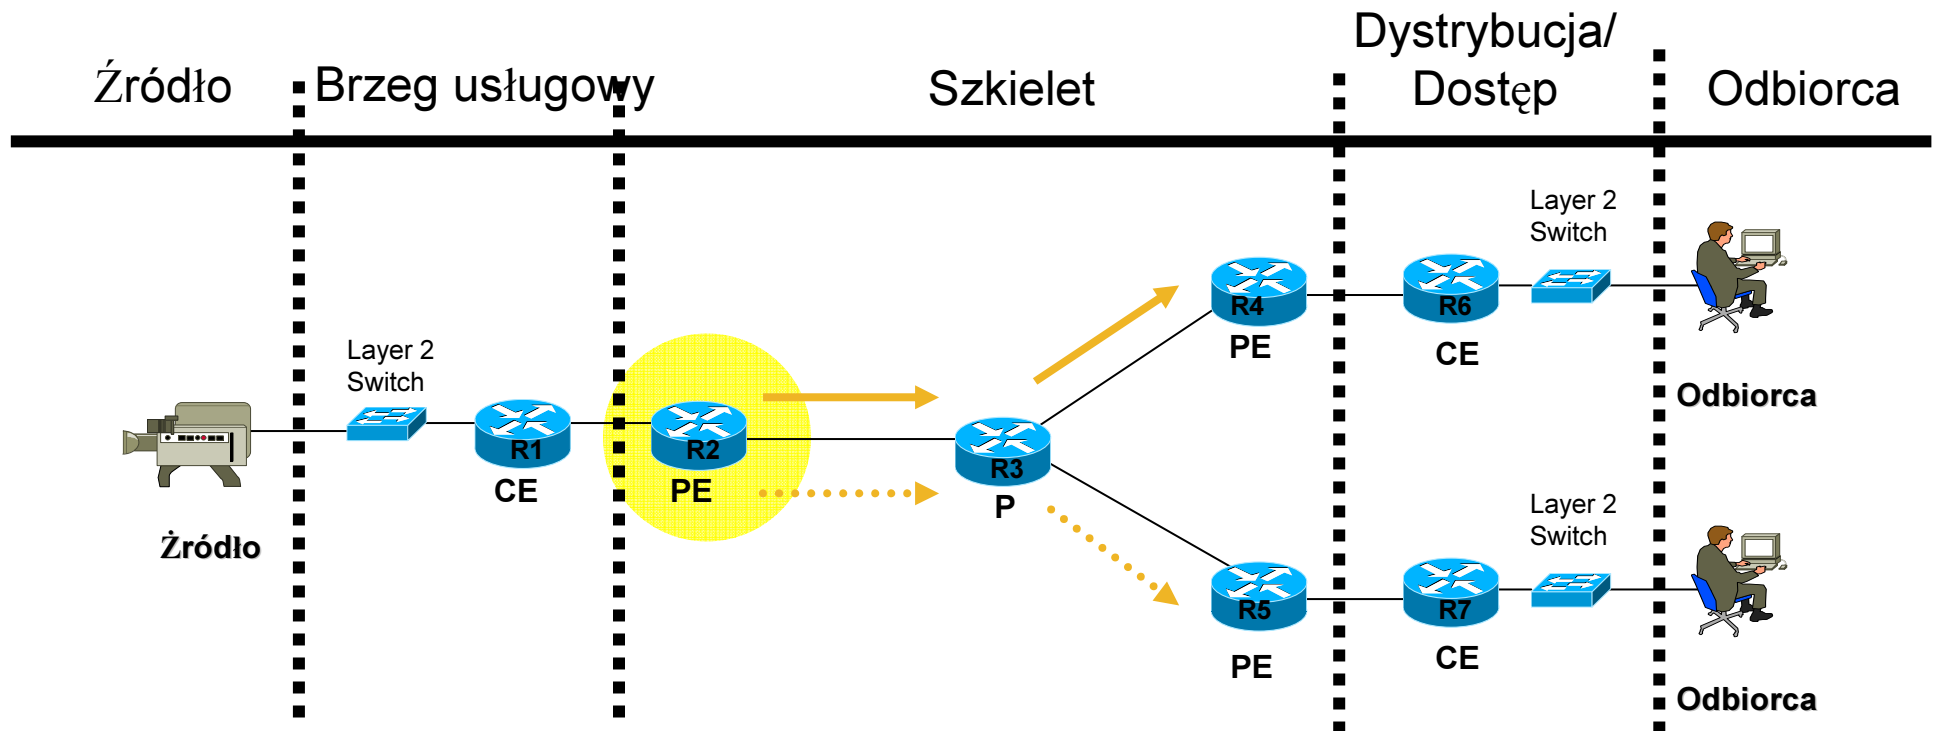 Źródło
Brzeg usługowy
Szkielet
Dystrybucja/
Dostęp
Odbiorca
Layer 2
Switch
R1
CE
R2
PE
R3
P
R4
PE
R5
PE
R6
CE
R7
CE
Layer 2
Switch
Layer 2
Switch
Żródło
Odbiorca
Odbiorca